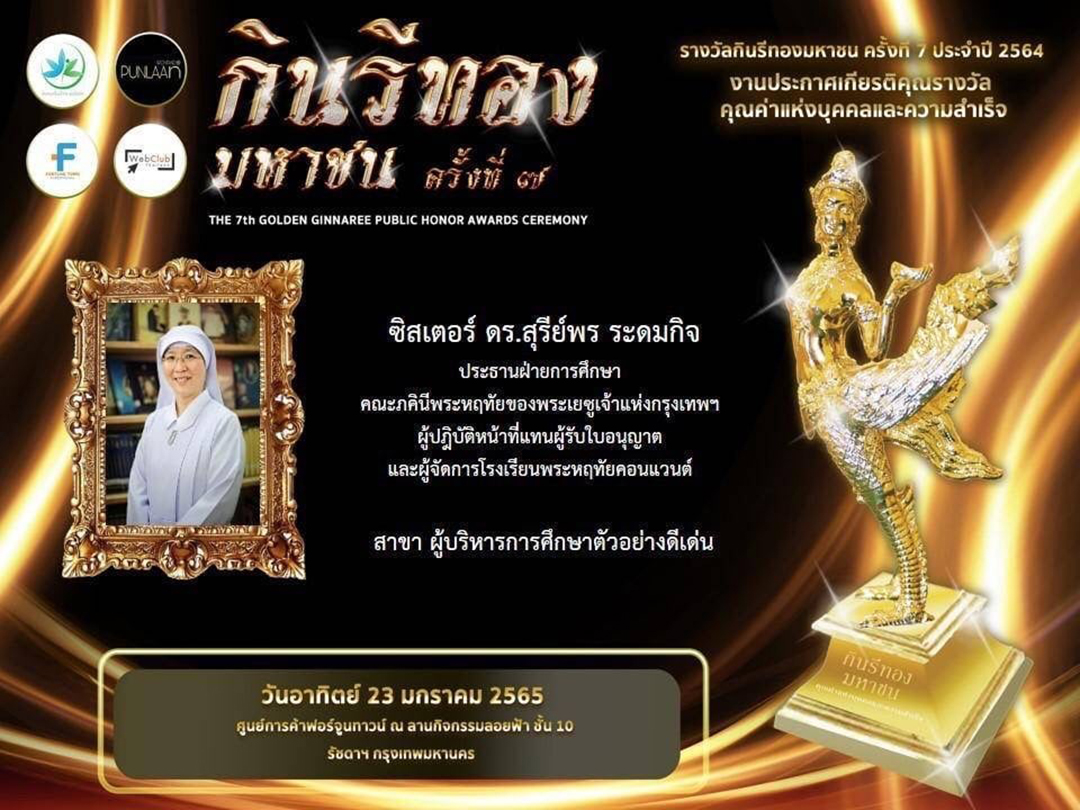 PUNLAAN
F
FORTUNE TOWN
WebClub
กินรีทอง
มหาชน ครั้งที่ ๗
THE 7th GOLDEN GINNAREE PUBLIC HONOR AWARDS CEREMONY
รางวัลกินรีทองมหาชน ครั้งที่ 7 ประจำปี 2564
งานประกาศเกียรติคุณรางวัล
คุณค่าแห่งบุคคลและความสำเร็จ
ซิสเตอร์ ดร.สุรีย์พร ระดมกิจ
ประธานฝ่ายการศึกษา
คณะภคินีพระหฤทัยของพระเยซูเจ้าแห่งกรุงเทพฯ
ผู้ปฎิบัติหน้าที่แทนผู้รับใบอนุญาต
และผู้จัดการโรงเรียนพระหฤทัยคอนแวนต์
สาขา ผู้บริหารการศึกษาตัวอย่างดีเด่น
วันอาทิตย์ 23 มกราคม 2565
ศูนย์การค้าฟอร์จูนทาวน์ ณ ลานกิจกรรมลอยฟ้า ชั้น 10
รัชดาฯ กรุงเทพมหานคร
กินรีทอง
มหาชน